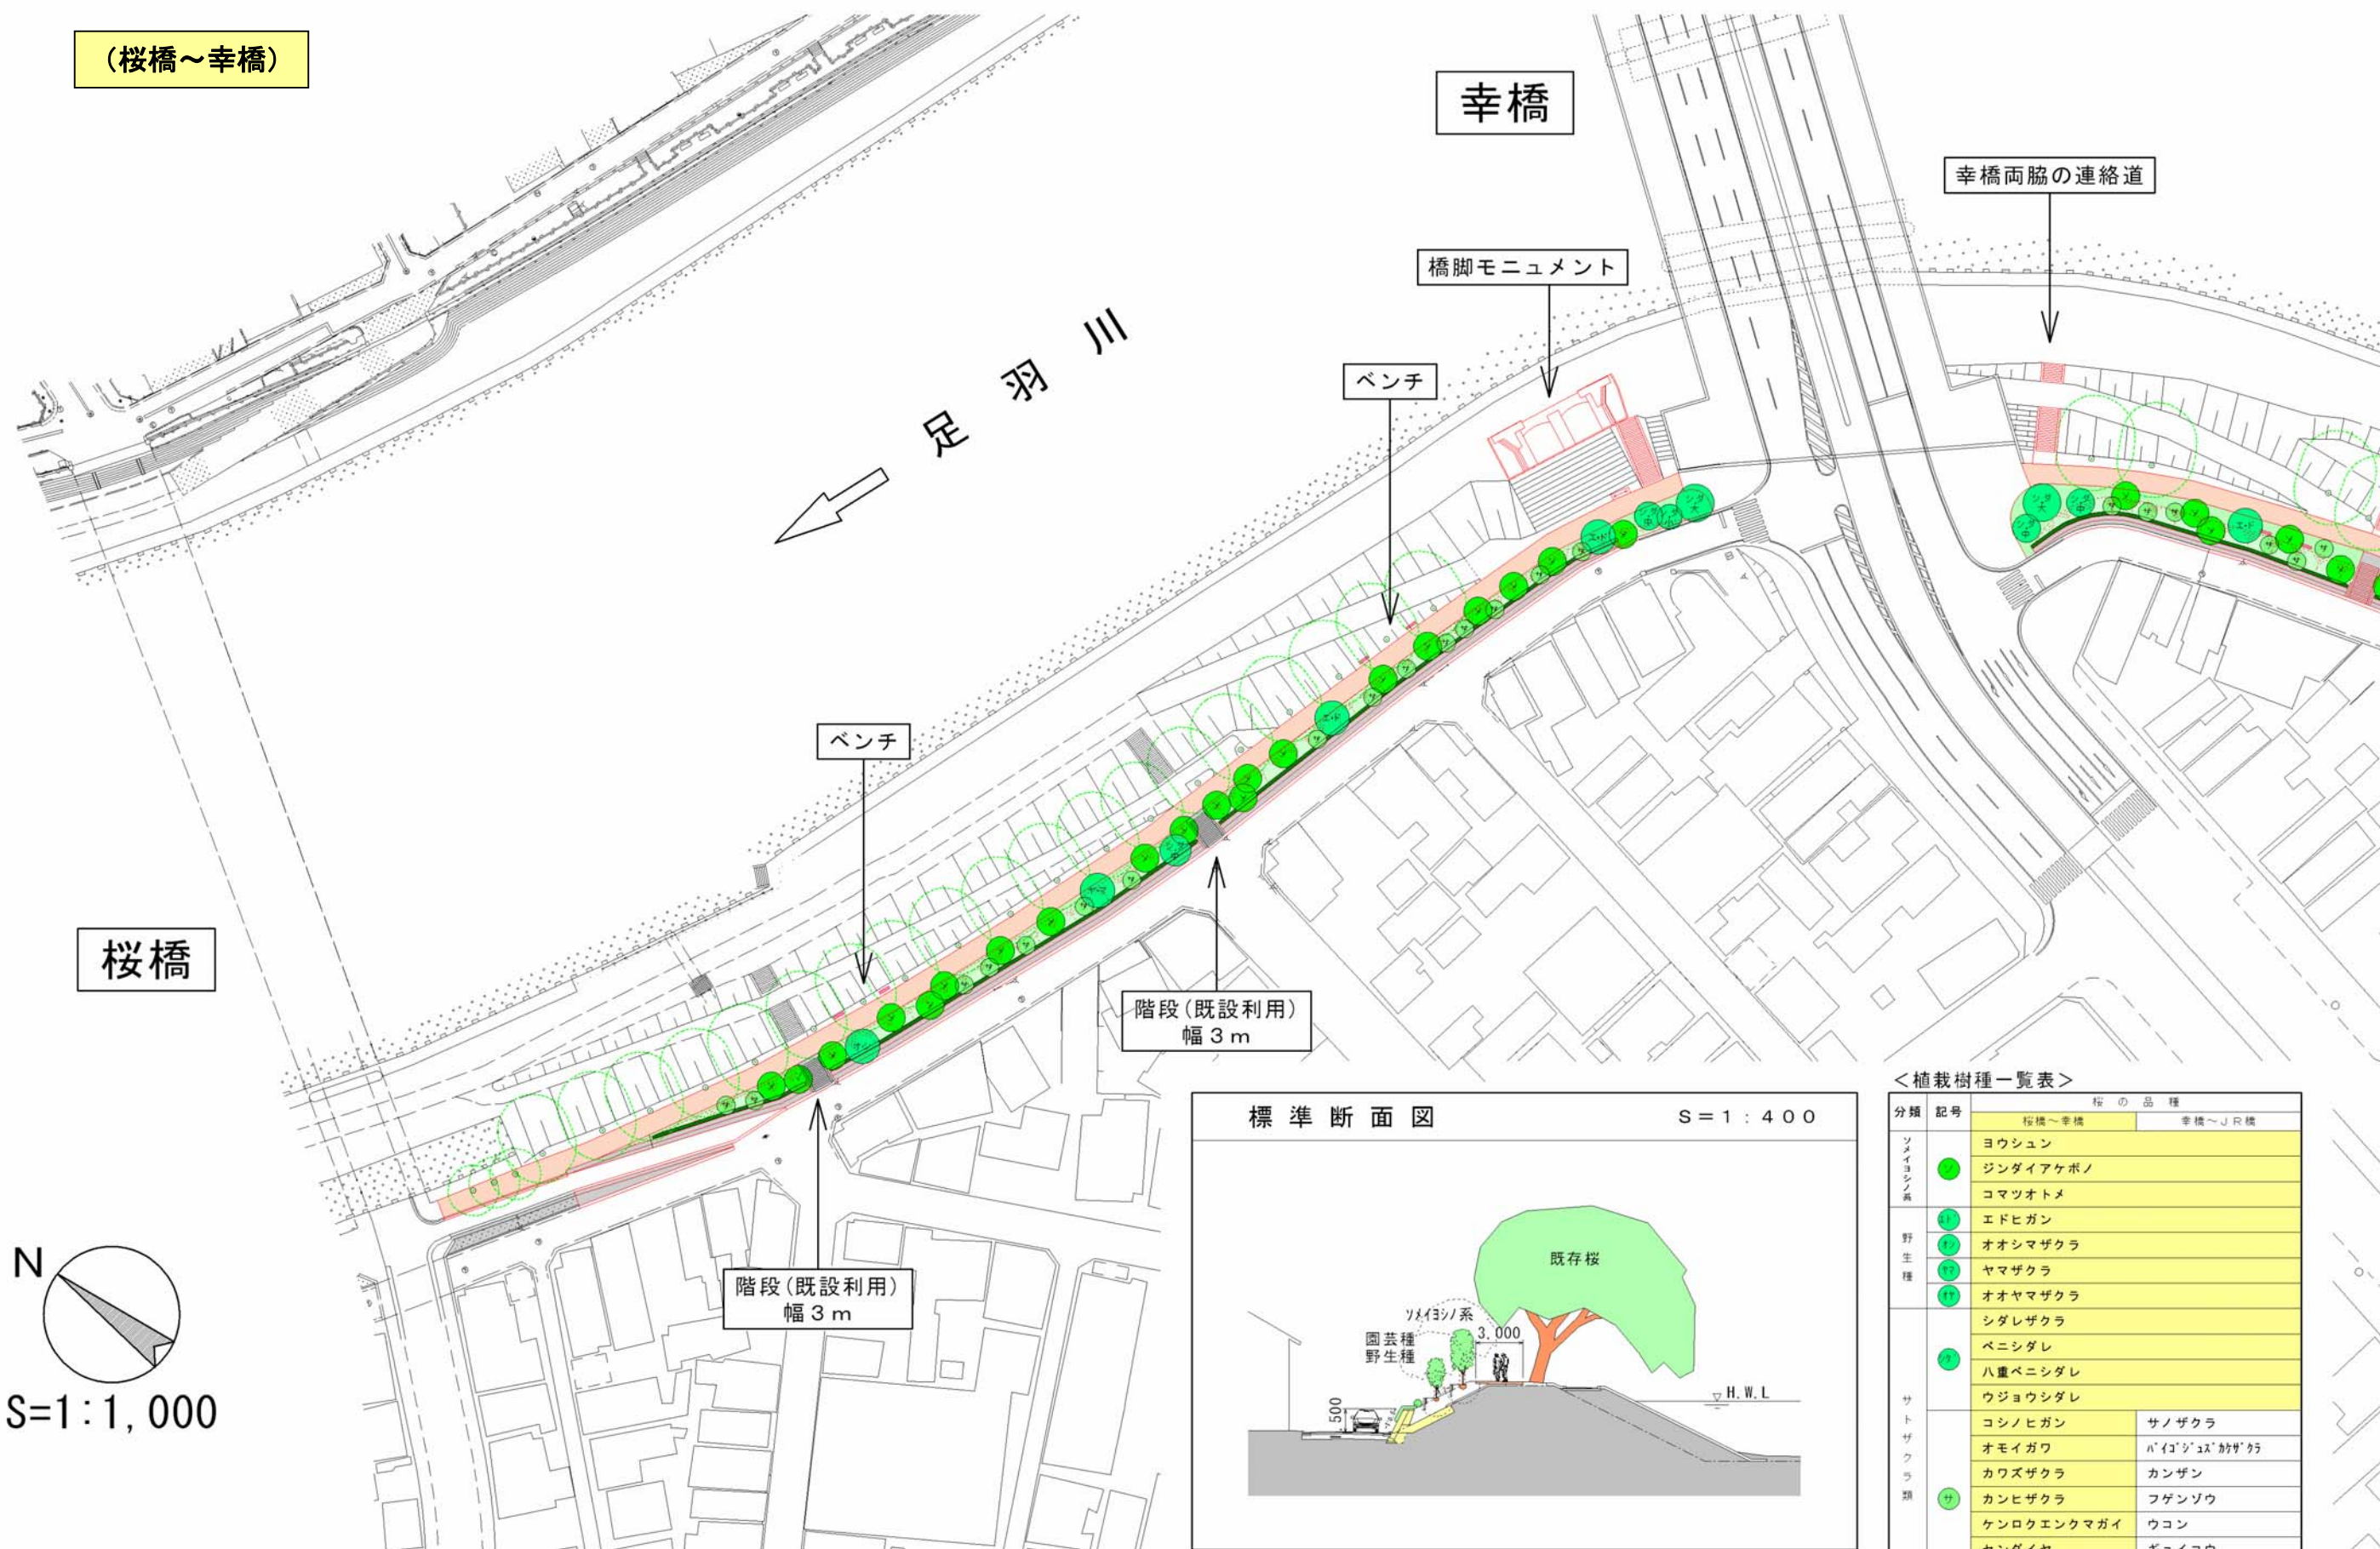 (桜橋～幸橋)
幸橋
幸橋両脇の連絡道
橋脚モニュメント
ベンチ
足羽川
ベンチ
桜橋
階段(既設利用)
幅3m
階段(既設利用)
幅3m
N
S=1:1,000
標準断面図 S=1:400
既存桜
ソメイヨシノ系
園芸種
野生種
3,000
500
H.W.L
＜植栽樹種一覧表＞
分類 記号 桜の品種
桜橋～幸橋 幸橋～JR橋
ソメイヨシノ系 ソ
ヨウシュン
ジンダイアケボノ
コマツオトメ
野生種
エドヒガン
オオシマザクラ
ヤマザクラ
オオヤマザクラ
サトザクラ類
シダレザクラ
ベニシダレ
八重ベニシダレ
ウジョウシダレ
サ
コシノヒガン サノザクラ
オモイガワ バイゴジュズカケザクラ
カワズザクラ カンザン
カンヒザクラ フゲンゾウ
ケンロクエンクマガイ ウコン